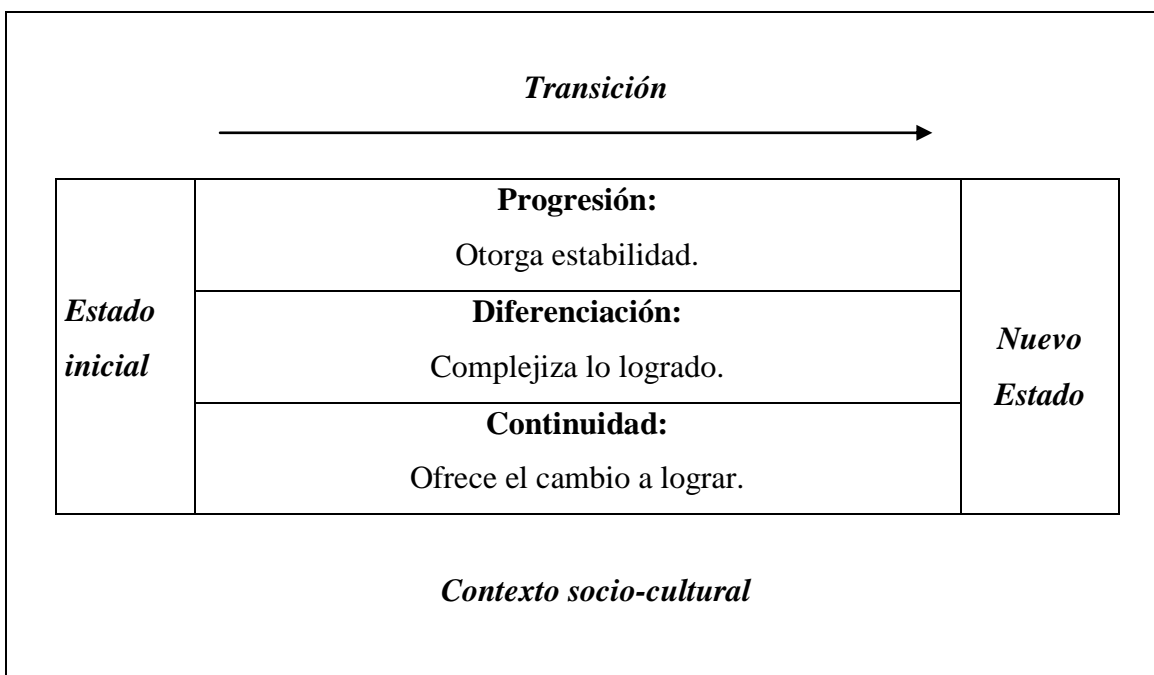 Transición
Estado
inicial
Progresión:
Otorga estabilidad.
Diferenciación:
Complejiza lo logrado.
Continuidad:
Ofrece el cambio a lograr.
Nuevo
Estado
Contexto socio-cultural